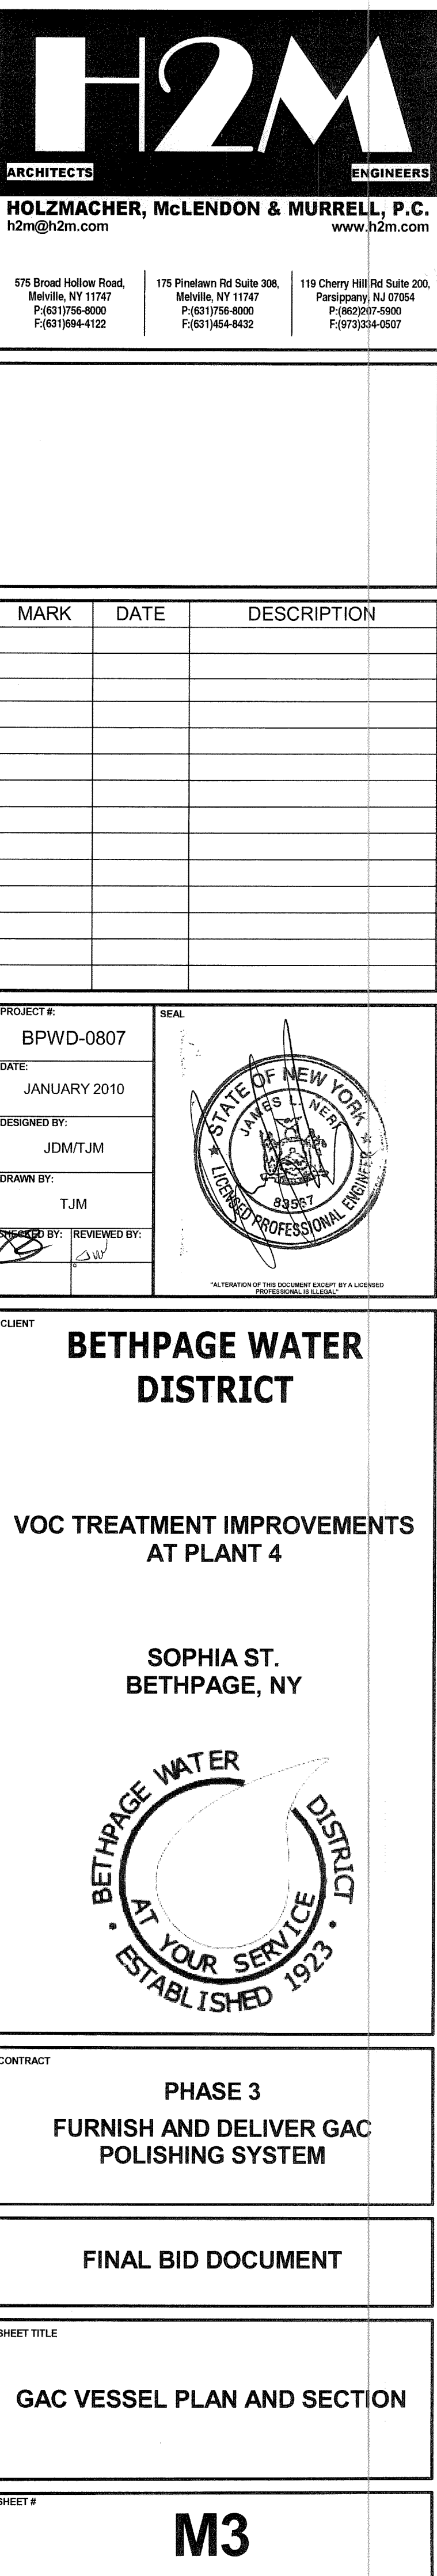 H2M
ARCHITECTS ENGINEERS
HOLZMACHER, McLENDON & MURRELL, P.C.
h2m@h2m.com www.h2m.com
575 Broad Hollow Road,
Melville, NY 11747
P:(631)756-8000
F:(631)694-4122
175 Pinelawn Rd Suite 308,
Melville, NY 11747
P:(631)756-8000
F:(631)454-8432
119 Cherry Hill Rd Suite 200,
Parsippany, NJ 07054
P:(862)207-5900
F:(973)334-0507
MARK DATE DESCRIPTION
PROJECT #:
BPWD-0807
DATE:
JANUARY 2010
DESIGNED BY:
JDM/TJM
DRAWN BY:
TJM
CHECKED BY: REVIEWED BY:
SEAL
STATE OF NEW YORK
JAMES L. NERI
83567
LICENSED PROFESSIONAL ENGINEER
"ALTERATION OF THIS DOCUMENT EXCEPT BY A LICENSED
PROFESSIONAL IS ILLEGAL"
CLIENT
BETHPAGE WATER
DISTRICT
VOC TREATMENT IMPROVEMENTS
AT PLANT 4
SOPHIA ST.
BETHPAGE, NY
BETHPAGE WATER DISTRICT
AT YOUR SERVICE
• ESTABLISHED 1923 •
CONTRACT
PHASE 3
FURNISH AND DELIVER GAC
POLISHING SYSTEM
FINAL BID DOCUMENT
SHEET TITLE
GAC VESSEL PLAN AND SECTION
SHEET #
M3